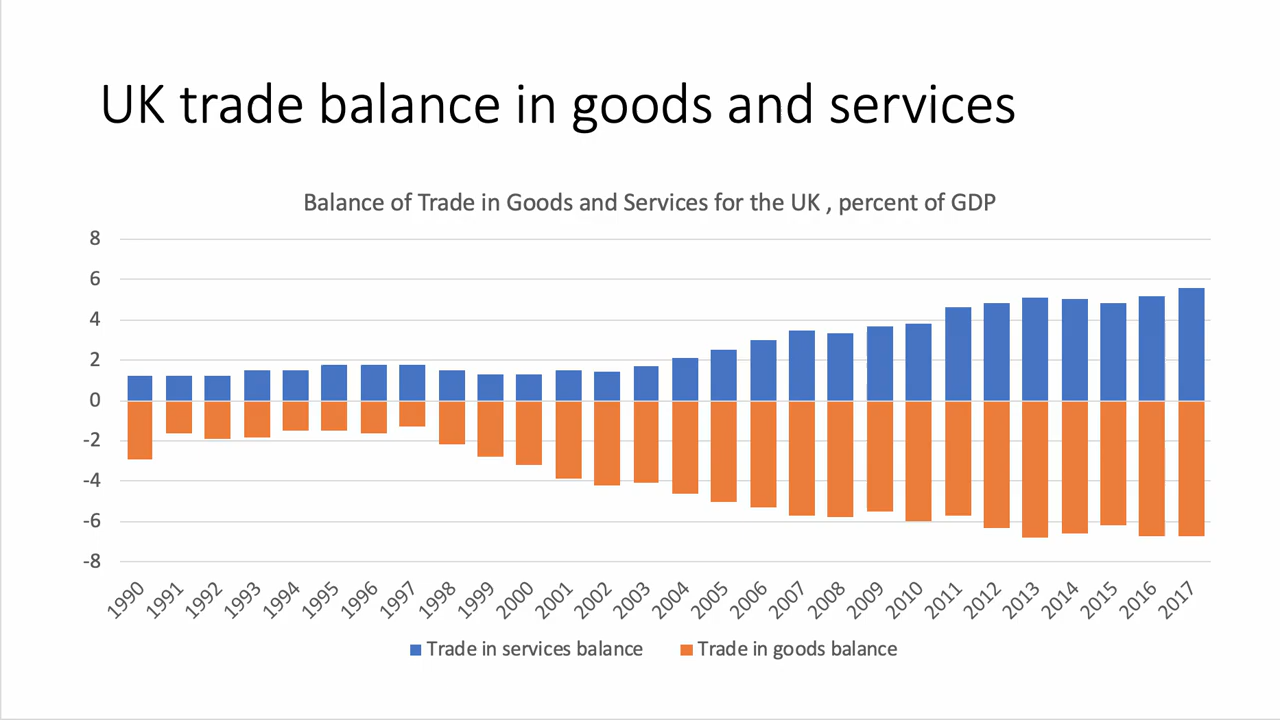 UK trade balance in goods and services
Balance of Trade in Goods and Services for the UK , percent of GDP
8
6
4
2
0
-2
-4
-6
-8
1990 1991 1992 1993 1994 1995 1996 1997 1998 1999 2000 2001 2002 2003 2004 2005 2006 2007 2008 2009 2010 2011 2012 2013 2014 2015 2016 2017
Trade in services balance Trade in goods balance